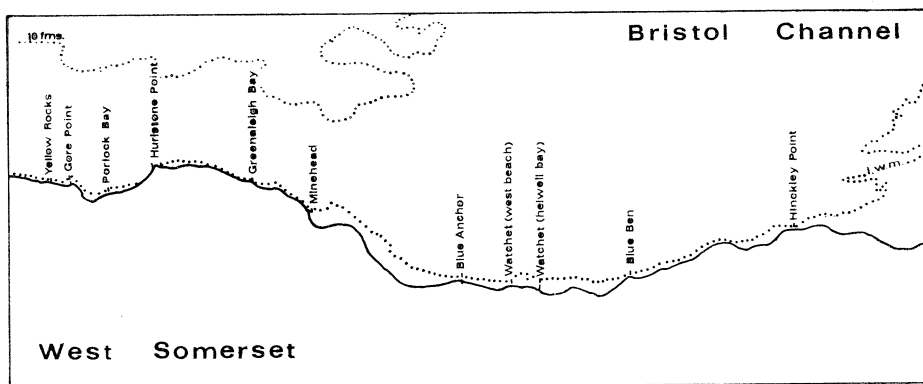 Bristol Channel
10 fms.
Yellow Rocks
Gore Point
Porlock Bay
Hurlstone Point
Greenaleigh Bay
Minehead
Blue Anchor
Watchet (west beach)
Watchet (helwell bay)
Blue Ben
Hinckley Point
l.w.m.
West Somerset